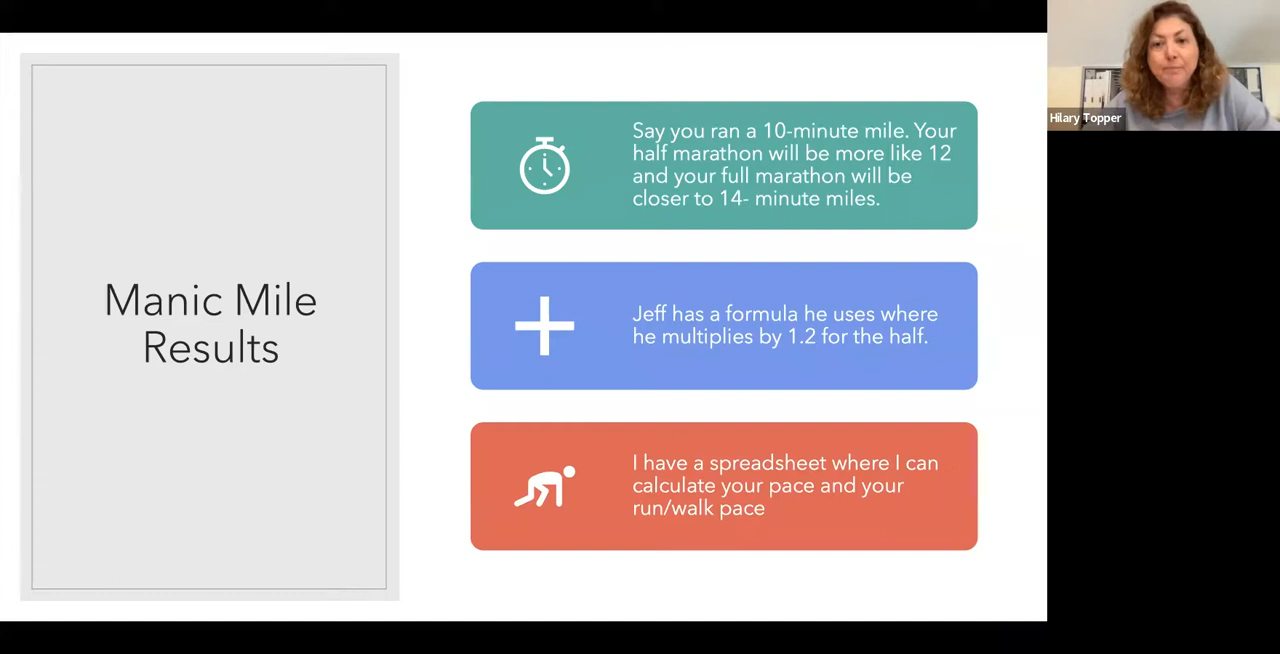 Manic Mile
Results
Say you ran a 10-minute mile. Your
half marathon will be more like 12
and your full marathon will be
closer to 14- minute miles.
Jeff has a formula he uses where
he multiplies by 1.2 for the half.
I have a spreadsheet where I can
calculate your pace and your
run/walk pace
Hilary Topper